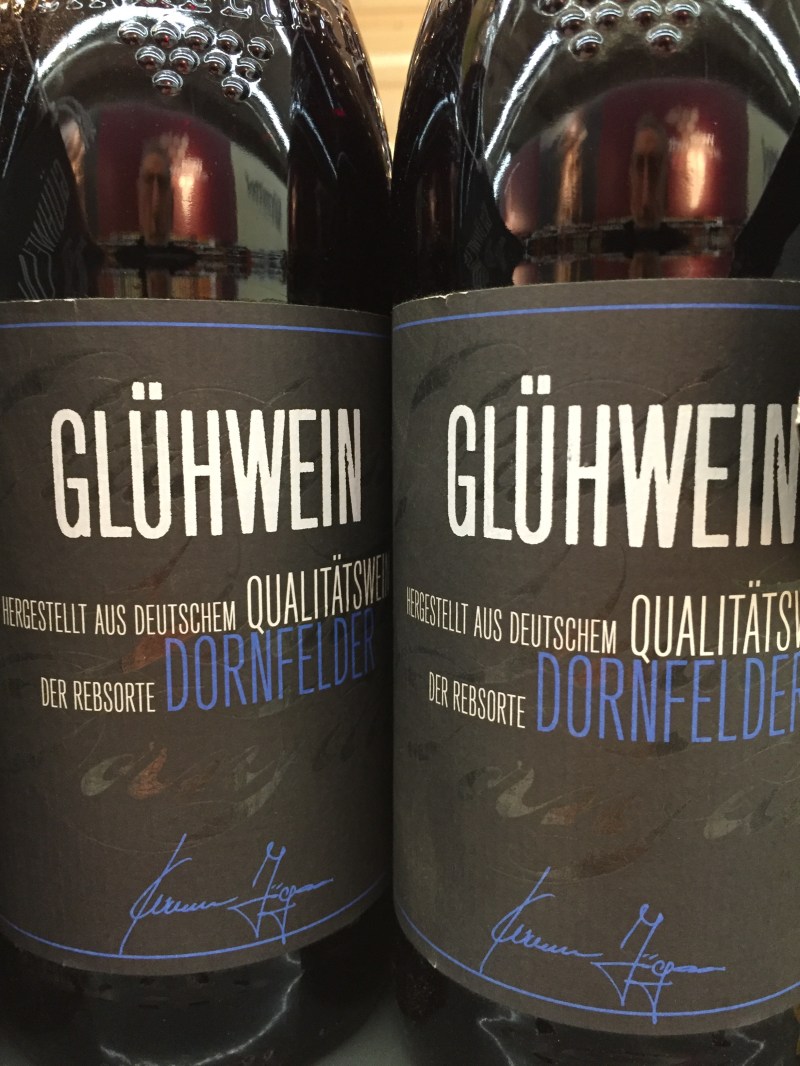 GLÜHWEIN
HERGESTELLT AUS DEUTSCHEM QUALITÄTSWEIN
DER REBSORTE DORNFELDER
GLÜHWEIN
HERGESTELLT AUS DEUTSCHEM QUALITÄTSW
DER REBSORTE DORNFELDER